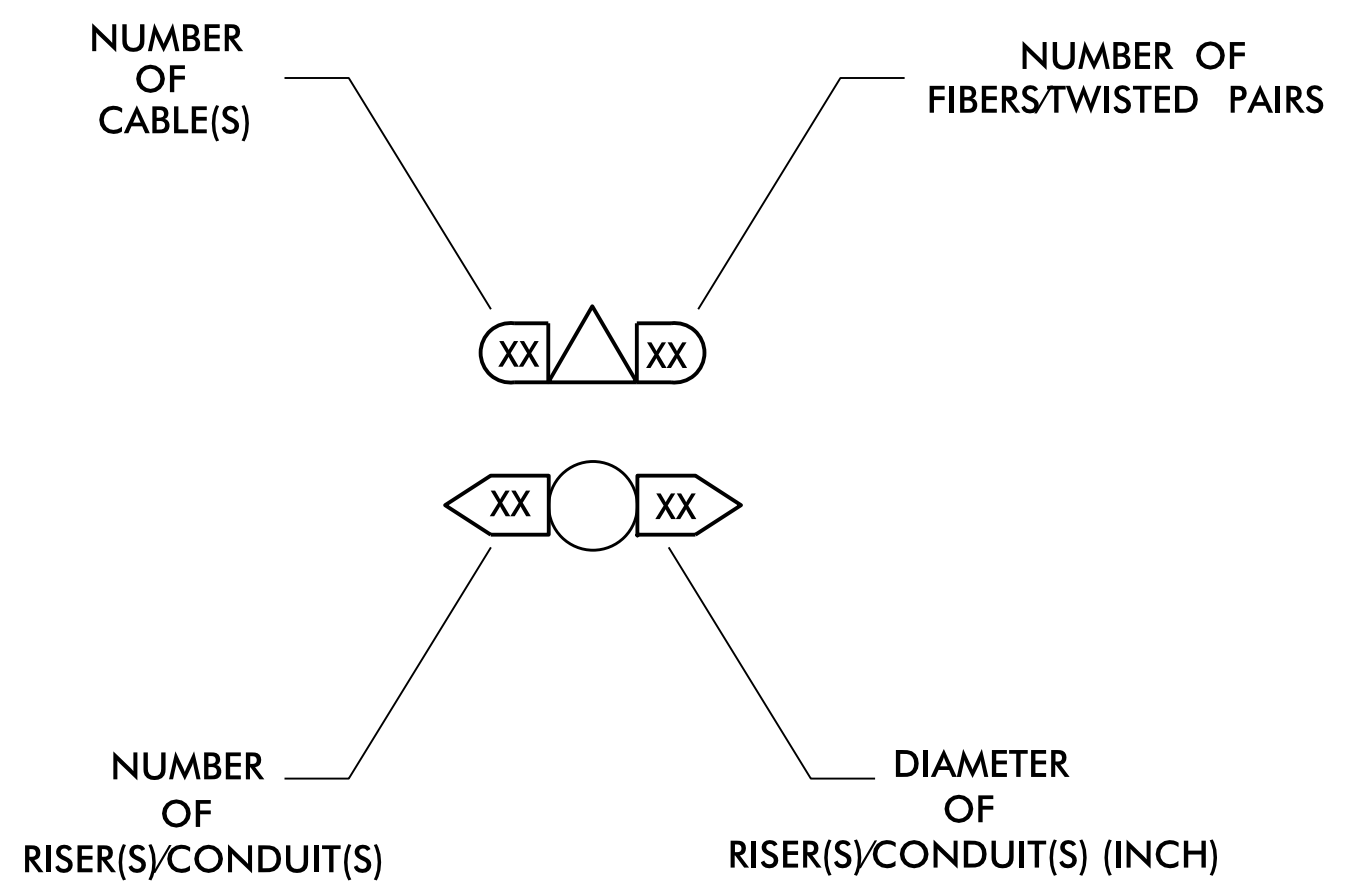 NUMBER
OF
CABLE(S)
NUMBER OF
FIBERS/TWISTED PAIRS
XX XX
XX XX
NUMBER
OF
RISER(S)/CONDUIT(S)
DIAMETER
OF
RISER(S)/CONDUIT(S) (INCH)